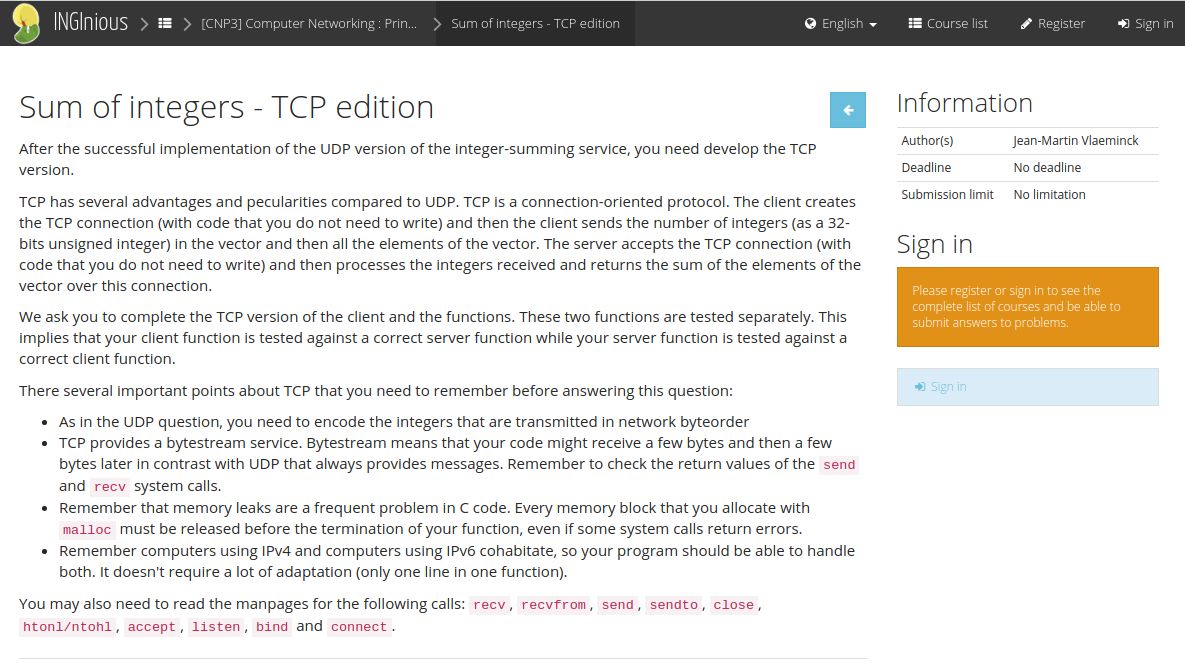 INGInious
[CNP3] Computer Networking : Prin...
Sum of integers - TCP edition
English
Course list
Register
Sign in
Sum of integers - TCP edition
After the successful implementation of the UDP version of the integer-summing service, you need develop the TCP
version.
TCP has several advantages and pecularities compared to UDP. TCP is a connection-oriented protocol. The client creates
the TCP connection (with code that you do not need to write) and then the client sends the number of integers (as a 32-
bits unsigned integer) in the vector and then all the elements of the vector. The server accepts the TCP connection (with
code that you do not need to write) and then processes the integers received and returns the sum of the elements of the
vector over this connection.
We ask you to complete the TCP version of the client and the functions. These two functions are tested separately. This
implies that your client function is tested against a correct server function while your server function is tested against a
correct client function.
There several important points about TCP that you need to remember before answering this question:
• As in the UDP question, you need to encode the integers that are transmitted in network byteorder
• TCP provides a bytestream service. Bytestream means that your code might receive a few bytes and then a few
bytes later in contrast with UDP that always provides messages. Remember to check the return values of the send
and recv system calls.
• Remember that memory leaks are a frequent problem in C code. Every memory block that you allocate with
malloc must be released before the termination of your function, even if some system calls return errors.
• Remember computers using IPv4 and computers using IPv6 cohabitate, so your program should be able to handle
both. It doesn't require a lot of adaptation (only one line in one function).
You may also need to read the manpages for the following calls: recv, recvfrom, send, sendto, close,
htonl/ntohl, accept, listen, bind and connect.
Information
Author(s) Jean-Martin Vlaeminck
Deadline No deadline
Submission limit No limitation
Sign in
Please register or sign in to see the
complete list of courses and be able to
submit answers to problems.
Sign in